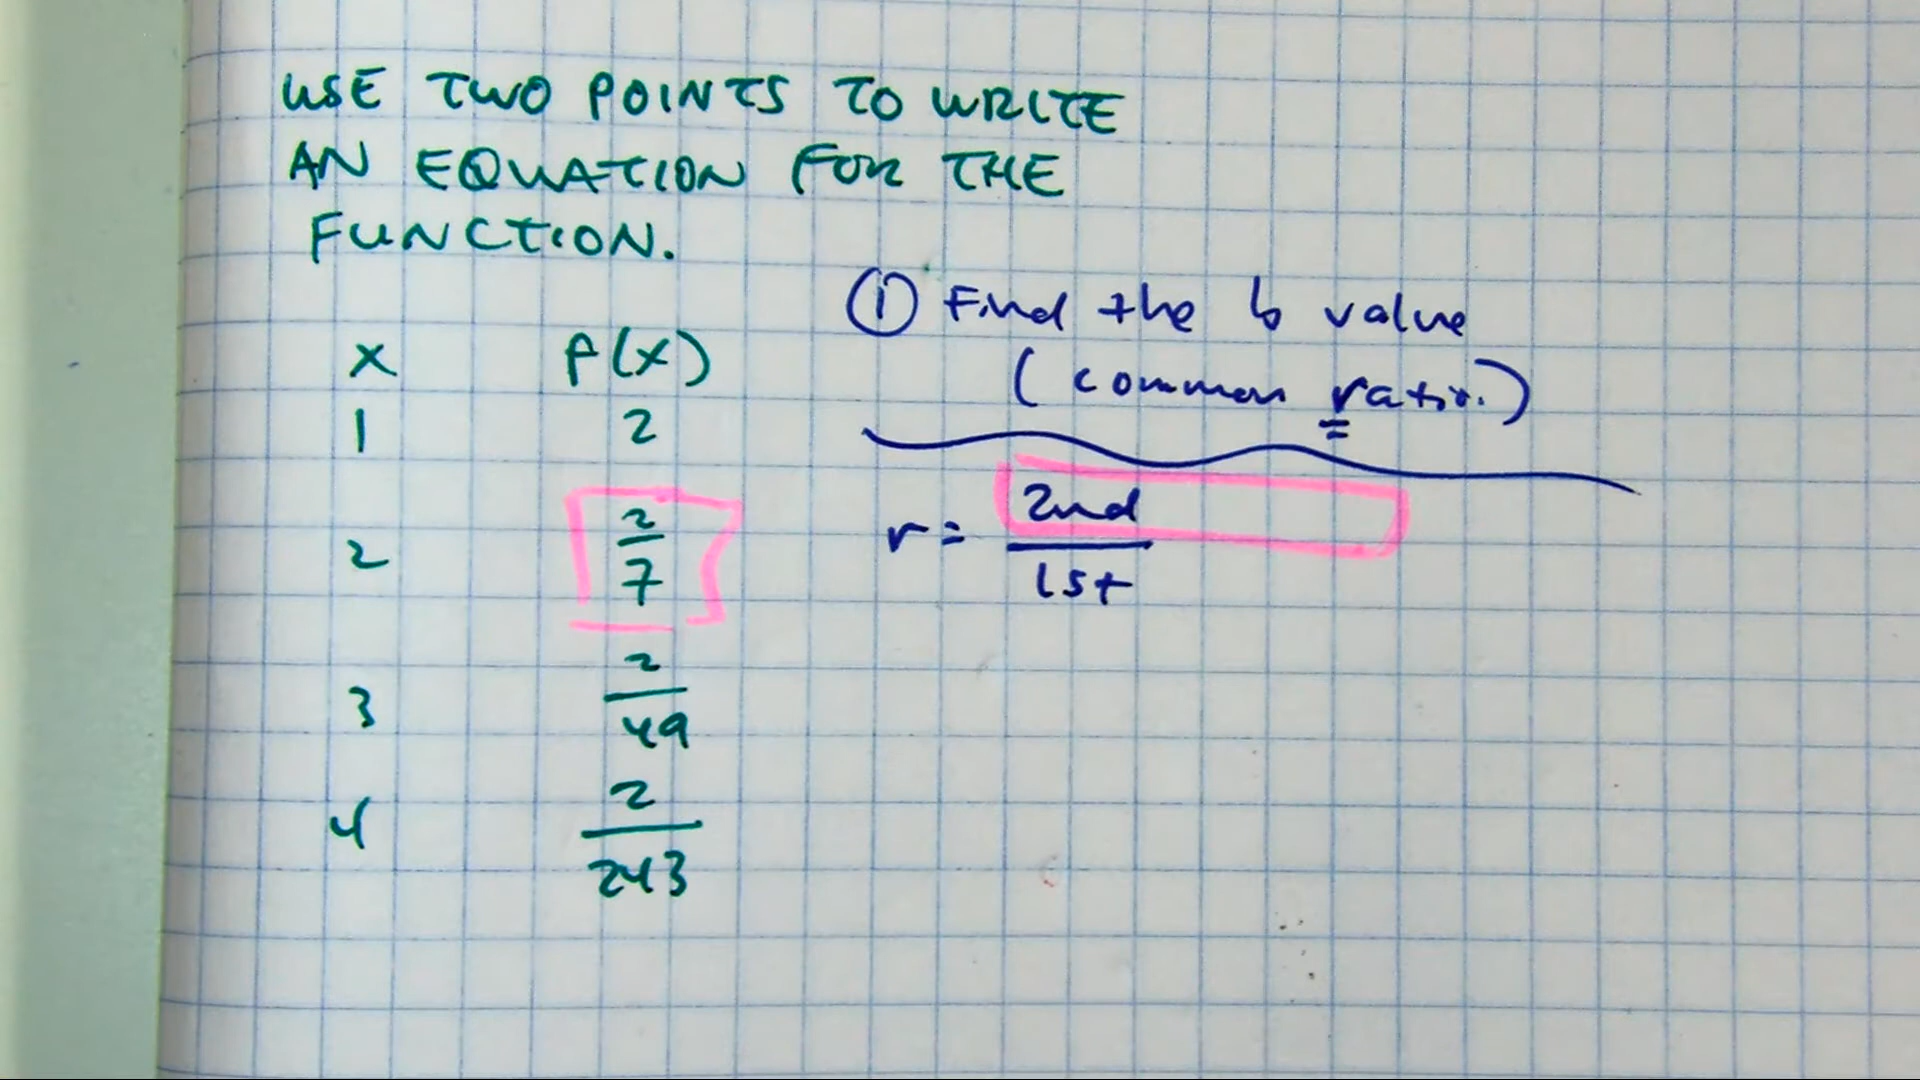 USE TWO POINTS TO WRITE
AN EQUATION FOR THE
FUNCTION.
① Find the b value
(common ratio.)
x f(x)
1 2
2 2/7
3 2/49
4 2/243
r = 2nd/1st